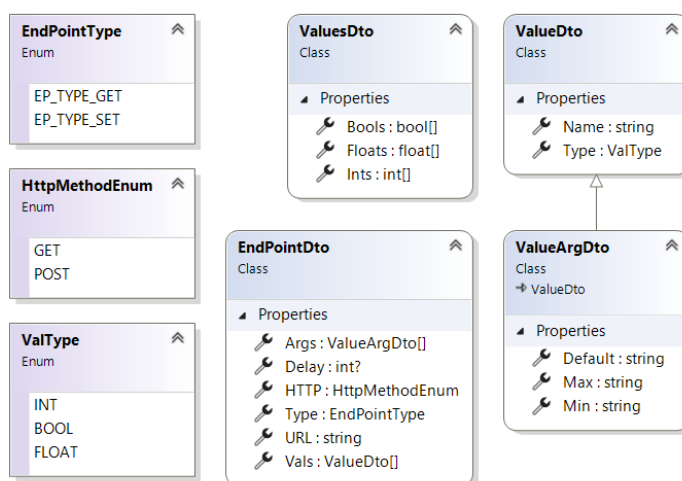 EndPointType
Enum
EP_TYPE_GET
EP_TYPE_SET
HttpMethodEnum
Enum
GET
POST
ValType
Enum
INT
BOOL
FLOAT
ValuesDto
Class
Properties
Bools : bool[]
Floats : float[]
Ints : int[]
EndPointDto
Class
Properties
Args : ValueArgDto[]
Delay : int?
HTTP : HttpMethodEnum
Type : EndPointType
URL : string
Vals : ValueDto[]
ValueDto
Class
Properties
Name : string
Type : ValType
ValueArgDto
Class
ValueDto
Properties
Default : string
Max : string
Min : string